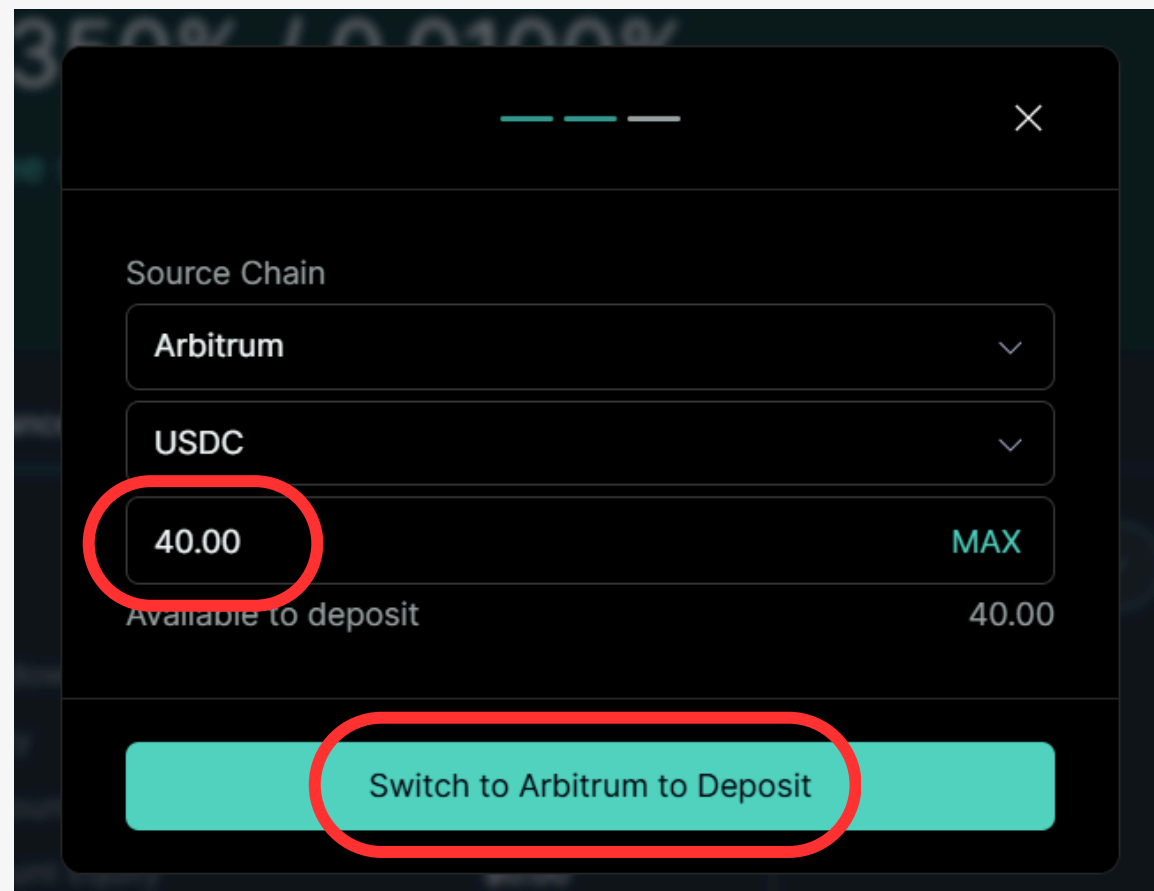 Source Chain
Arbitrum
USDC
40.00 MAX
Available to deposit 40.00
Switch to Arbitrum to Deposit